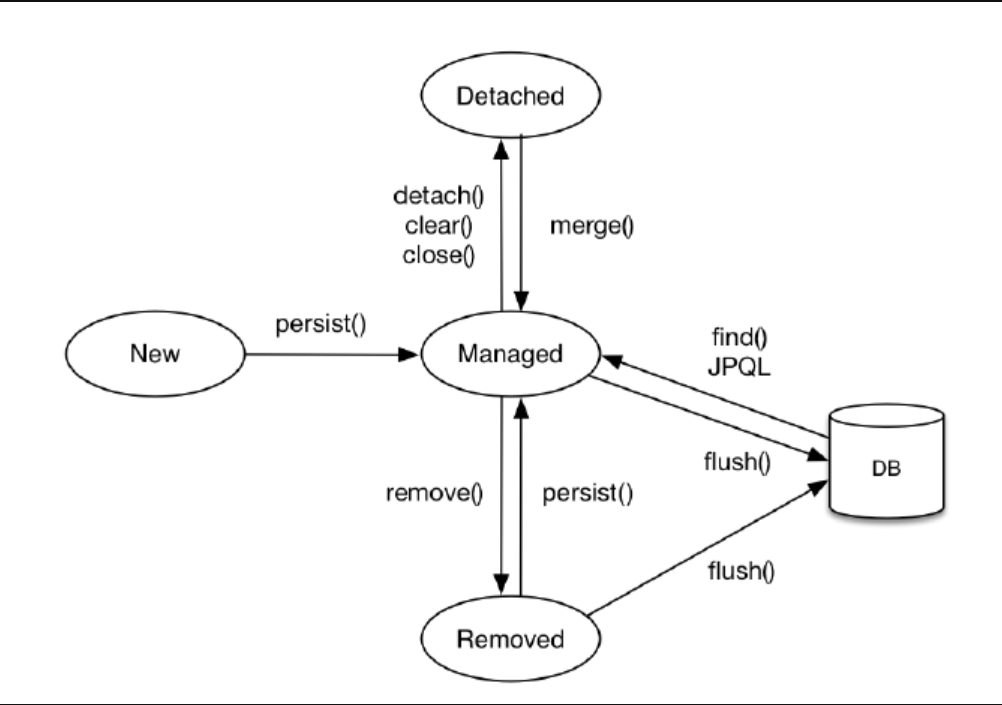 Detached
detach()
clear()
close()
merge()
New
persist()
Managed
find()
JPQL
flush()
DB
remove()
persist()
flush()
Removed